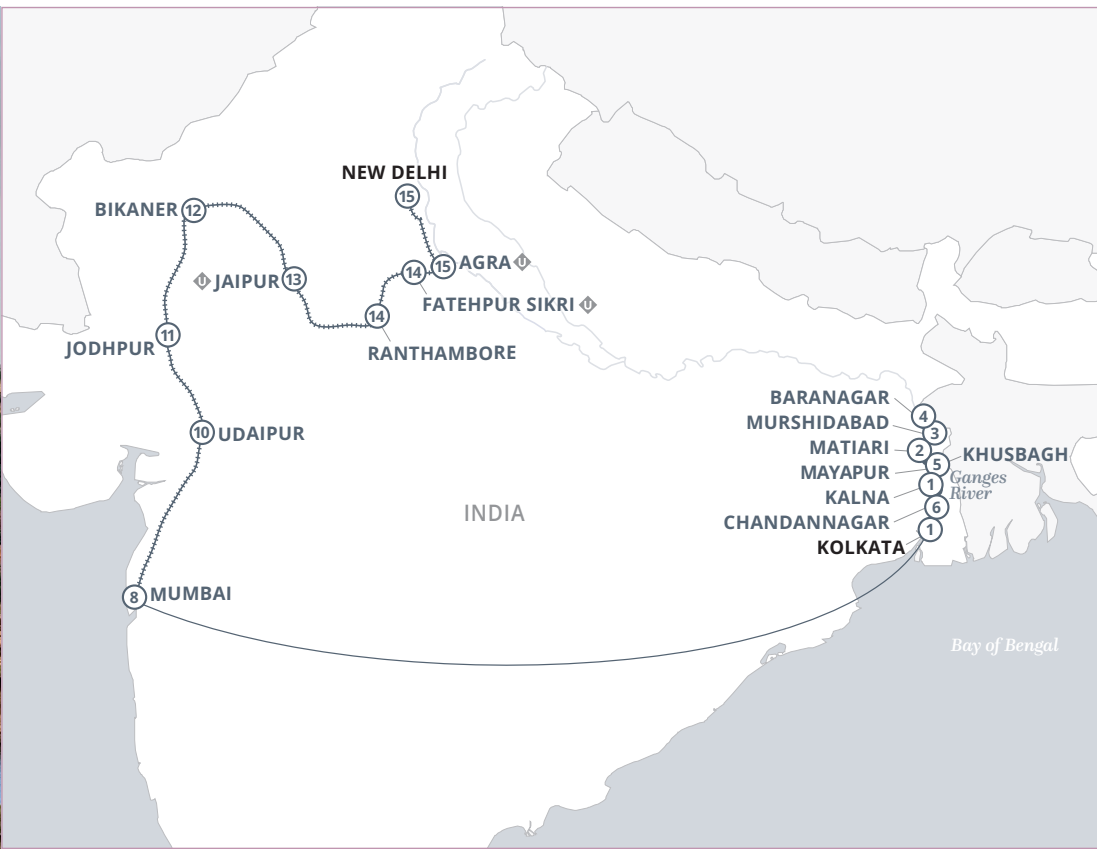 NEW DELHI
15
BIKANER 12
U JAIPUR 13
14 15 AGRA U
FATEHPUR SIKRI U
14
RANTHAMBORE
11
JODHPUR
10 UDAIPUR
8 MUMBAI
INDIA
BARANAGAR 4
MURSHIDABAD 3
MATIARI 2
KHUSBAGH
MAYAPUR 5
KALNA 1
Ganges
River
CHANDANNAGAR 6
KOLKATA 1
Bay of Bengal